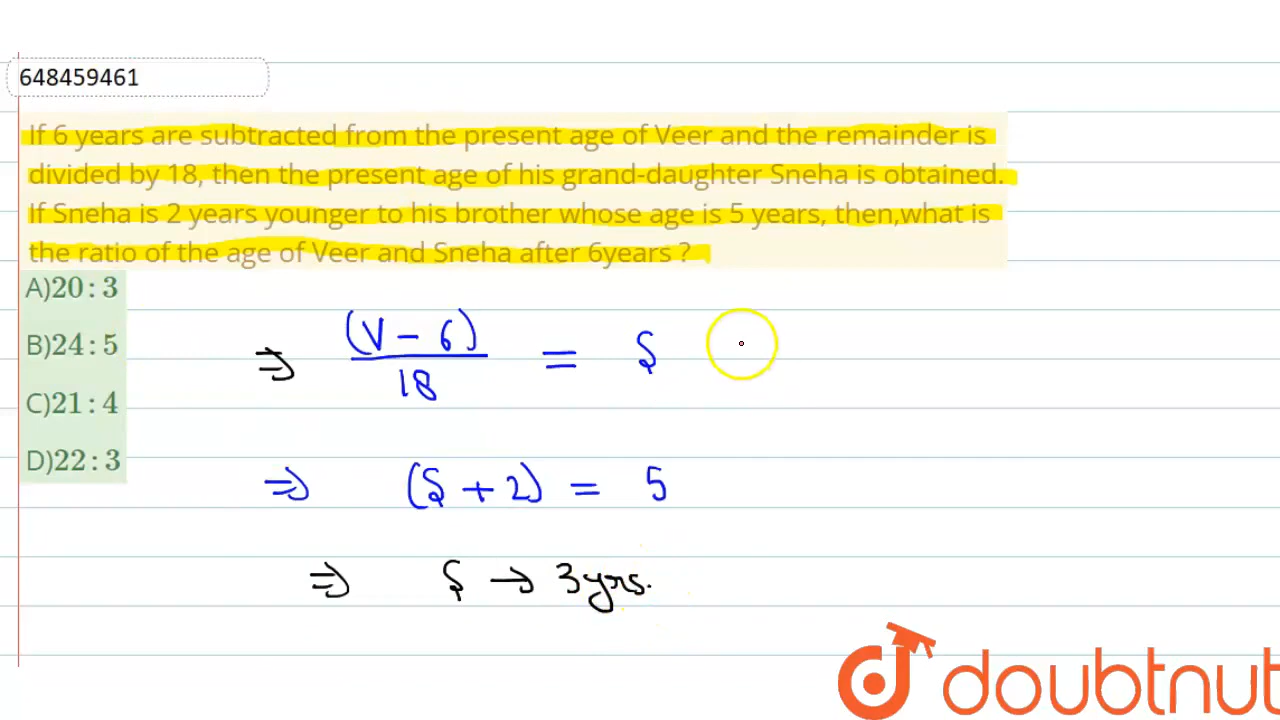 648459461
If 6 years are subtracted from the present age of Veer and the remainder is
divided by 18, then the present age of his grand-daughter Sneha is obtained.
If Sneha is 2 years younger to his brother whose age is 5 years, then,what is
the ratio of the age of Veer and Sneha after 6years ?
A)20 : 3
B)24 : 5
C)21 : 4
D)22 : 3
⇒ (V - 6) / 18 = S
⇒ (S + 2) = 5
⇒ S → 3yrs.
doubtnut